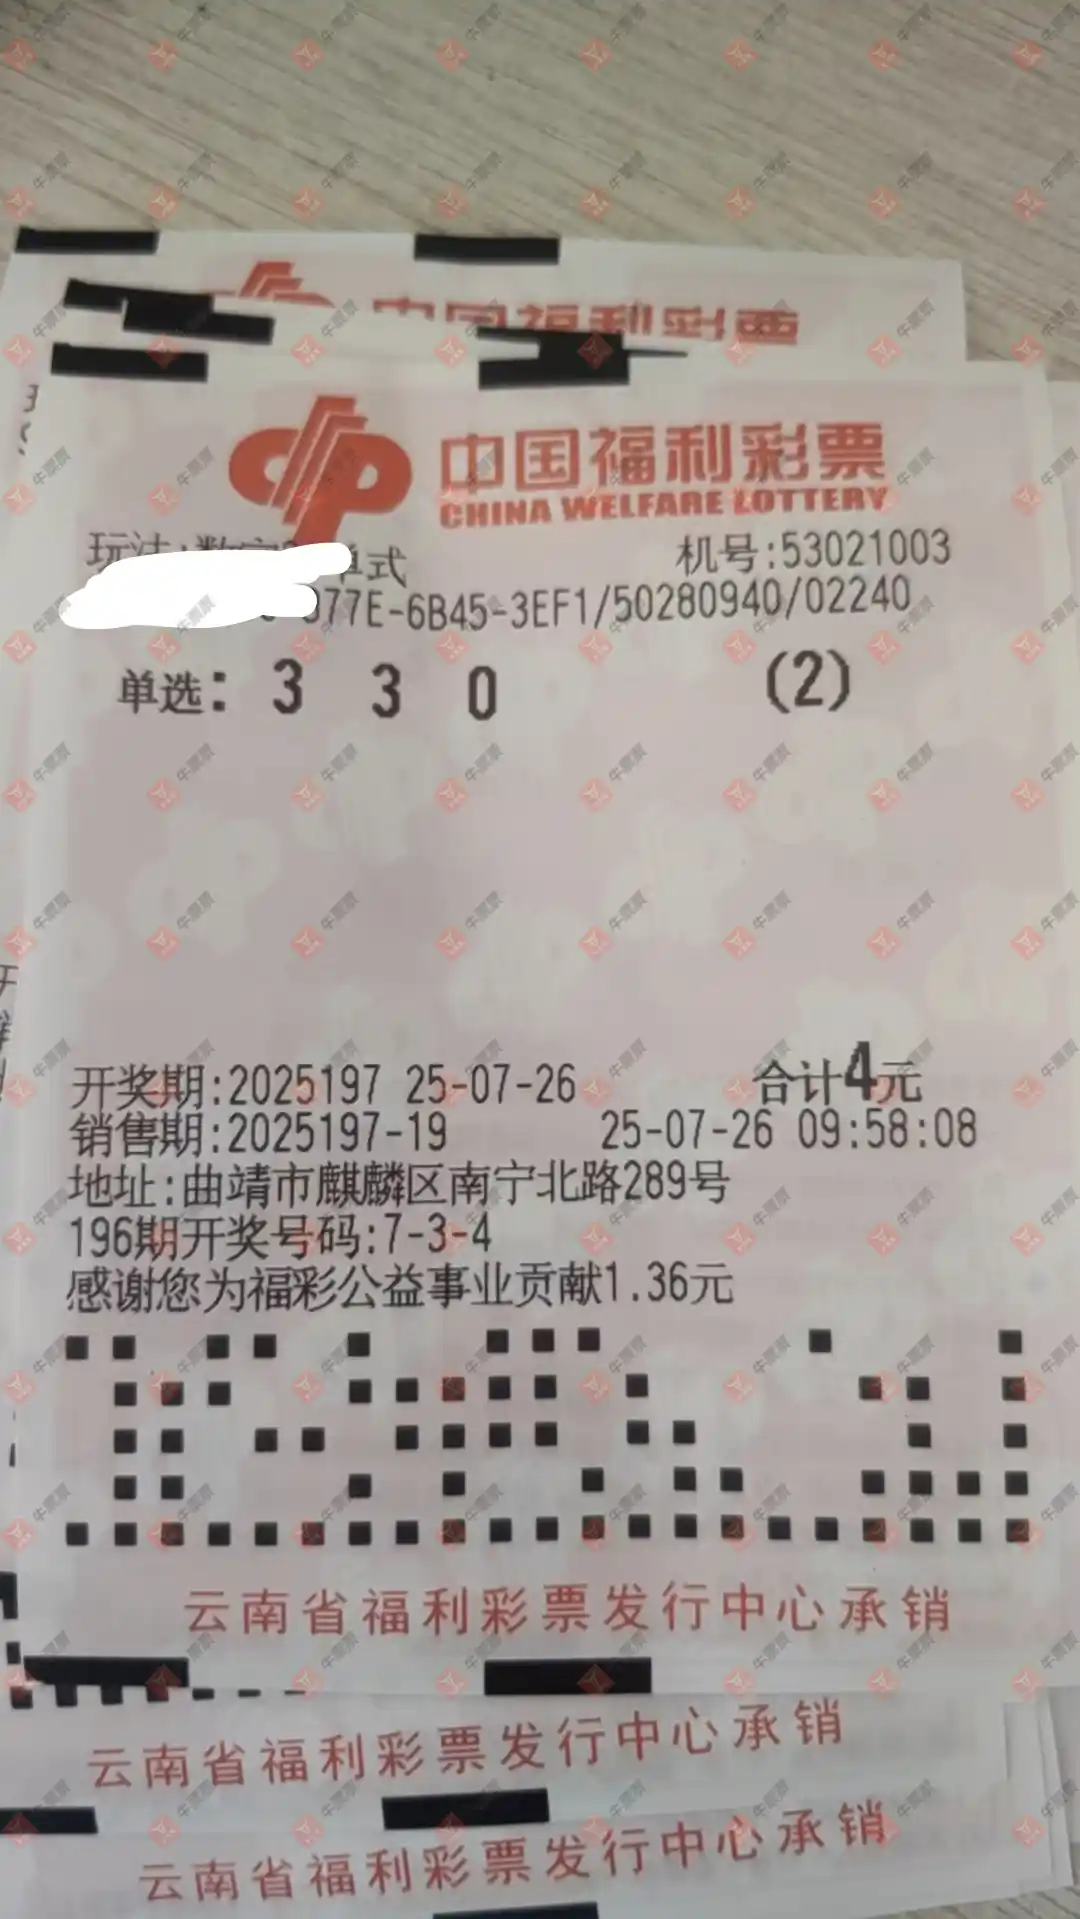 中国福利彩票
中国福利彩票
CHINA WELFARE LOTTERY
单式 机号:53021003
77E-6B45-3EF1/50280940/02240
单选: 3 3 0 (2)
开奖期:2025197 25-07-26 合计4元
销售期:2025197-19 25-07-26 09:58:08
地址:曲靖市麒麟区南宁北路289号
196期开奖号码:7-3-4
感谢您为福彩公益事业贡献1.36元
云南省福利彩票发行中心承销
云南省福利彩票发行中心承销
云南省福利彩票发行中心承销